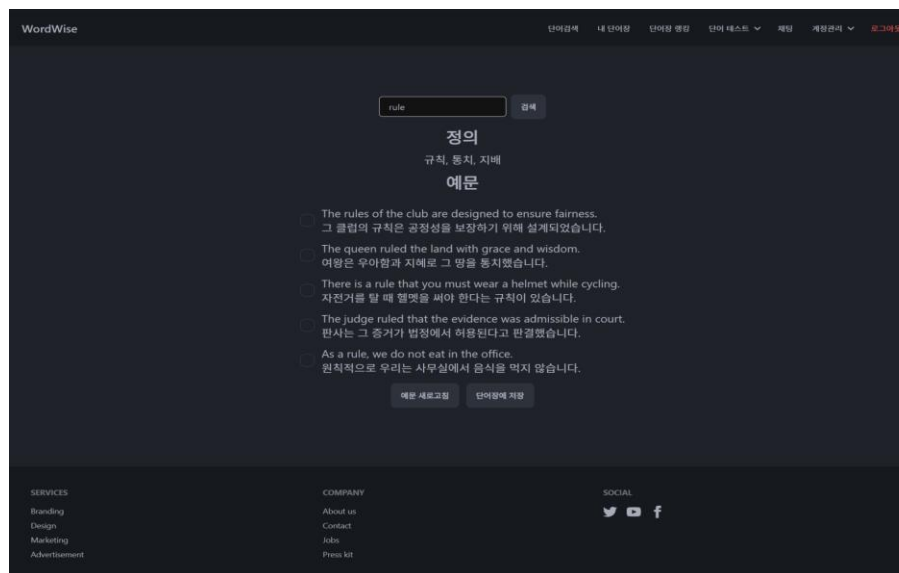 WordWise
단어검색 내 단어장 단어장 랭킹 단어 테스트 채팅 계정관리 로그아웃
rule 검색
정의
규칙, 통치, 지배
예문
The rules of the club are designed to ensure fairness.
그 클럽의 규칙은 공정성을 보장하기 위해 설계되었습니다.
The queen ruled the land with grace and wisdom.
여왕은 우아함과 지혜로 그 땅을 통치했습니다.
There is a rule that you must wear a helmet while cycling.
자전거를 탈 때 헬멧을 써야 한다는 규칙이 있습니다.
The judge ruled that the evidence was admissible in court.
판사는 그 증거가 법정에서 허용된다고 판결했습니다.
As a rule, we do not eat in the office.
원칙적으로 우리는 사무실에서 음식을 먹지 않습니다.
예문 새로고침 단어장에 저장
SERVICES COMPANY SOCIAL
Branding About us
Design Contact
Marketing Jobs
Advertisement Press kit